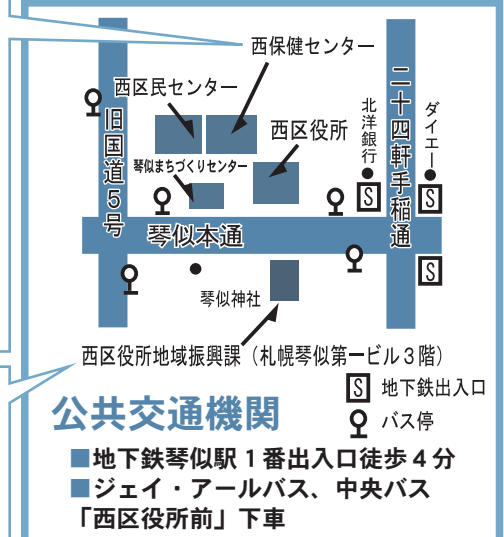 西保健センター
西区民センター
西区役所
琴似まちづくりセンター
旧国道5号
北洋銀行
二十四軒手稲通
ダイエー
S
S
琴似本通
S
琴似神社
西区役所地域振興課（札幌琴似第一ビル3階）
S 地下鉄出入口
バス停
公共交通機関
■地下鉄琴似駅1番出入口徒歩4分
■ジェイ・アールバス、中央バス
「西区役所前」下車